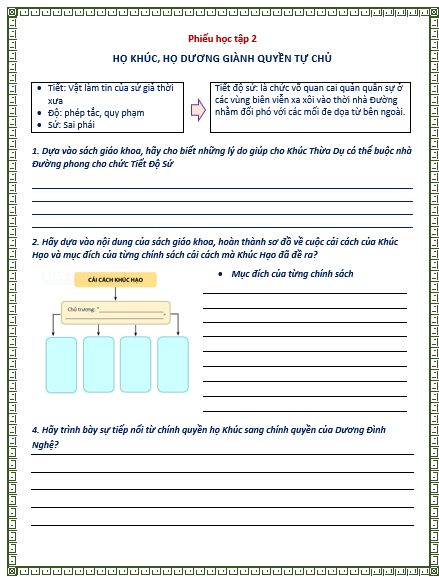 Phiếu học tập 2
HỌ KHÚC, HỌ DƯƠNG GIÀNH QUYỀN TỰ CHỦ
• Tiết: Vật làm tin của sứ giả thời
xưa
• Độ: phép tắc, quy phạm
• Sứ: Sai phái
Tiết độ sứ: là chức võ quan cai quản quân sự ở
các vùng biên viễn xa xôi vào thời nhà Đường
nhằm đối phó với các mối đe dọa từ bên ngoài.
1. Dựa vào sách giáo khoa, hãy cho biết những lý do giúp cho Khúc Thừa Dụ có thể buộc nhà
Đường phong cho chức Tiết Độ Sứ
2. Hãy dựa vào nội dung của sách giáo khoa, hoàn thành sơ đồ về cuộc cải cách của Khúc
Hạo và mục đích của từng chính sách cải cách mà Khúc Hạo đã đề ra?
CẢI CÁCH KHÚC HẠO
Chủ trương: "
"
• Mục đích của từng chính sách
4. Hãy trình bày sự tiếp nối từ chính quyền họ Khúc sang chính quyền của Dương Đình
Nghệ?